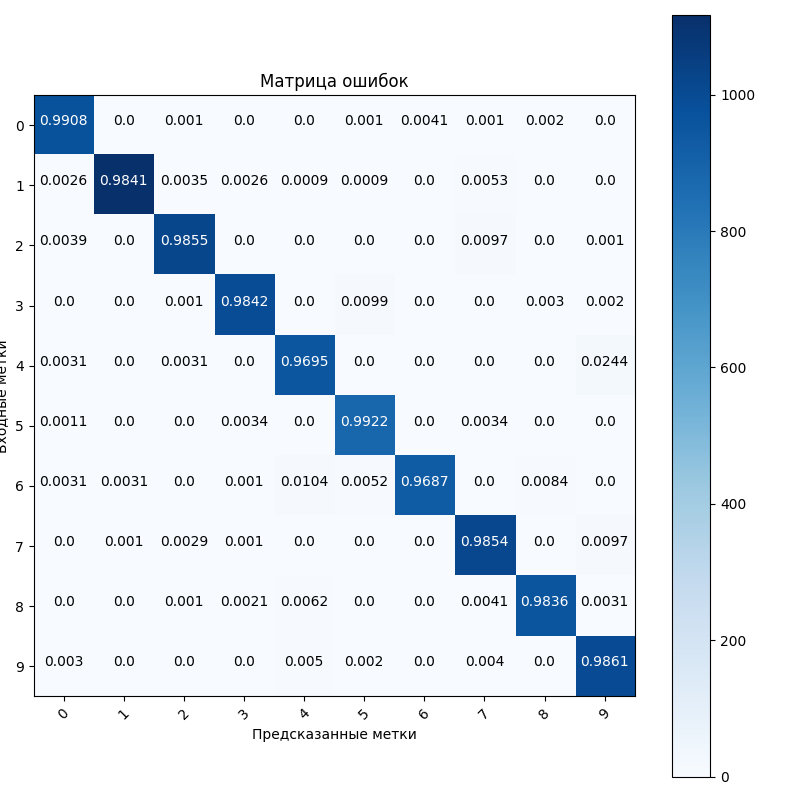 Матрица ошибок
0 0.9908 0.0 0.001 0.0 0.0 0.001 0.0041 0.001 0.002 0.0
1 0.0026 0.9841 0.0035 0.0026 0.0009 0.0009 0.0 0.0053 0.0 0.0
2 0.0039 0.0 0.9855 0.0 0.0 0.0 0.0 0.0097 0.0 0.001
3 0.0 0.0 0.001 0.9842 0.0 0.0099 0.0 0.0 0.003 0.002
4 0.0031 0.0 0.0031 0.0 0.9695 0.0 0.0 0.0 0.0 0.0244
5 0.0011 0.0 0.0 0.0034 0.0 0.9922 0.0 0.0034 0.0 0.0
6 0.0031 0.0031 0.0 0.001 0.0104 0.0052 0.9687 0.0 0.0084 0.0
7 0.0 0.001 0.0029 0.001 0.0 0.0 0.0 0.9854 0.0 0.0097
8 0.0 0.0 0.001 0.0021 0.0062 0.0 0.0 0.0041 0.9836 0.0031
9 0.003 0.0 0.0 0.0 0.005 0.002 0.0 0.004 0.0 0.9861
0 1 2 3 4 5 6 7 8 9
Предсказанные метки
Входные метки
1000
800
600
400
200
0